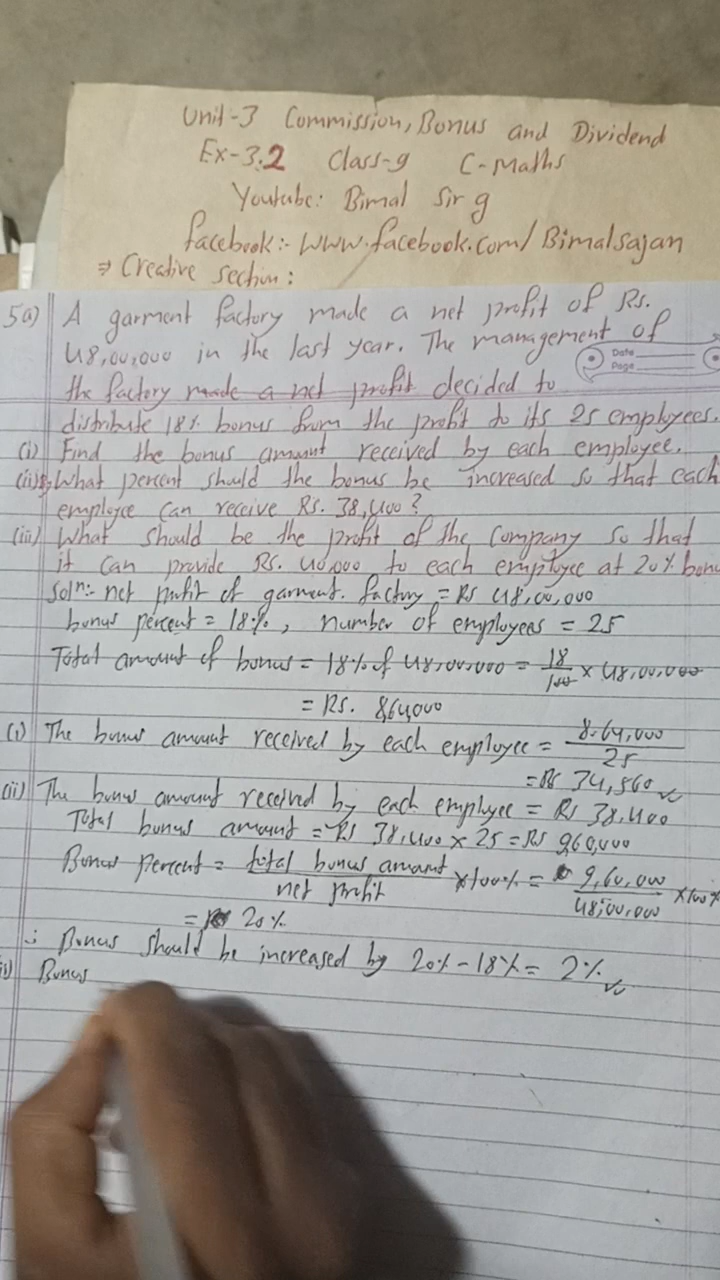 Unit-3 Commission, Bonus and Dividend
Ex-3.2 Class-9 C-Maths
Youtube: Bimal Sir g
facebook:- www.facebook.com/Bimalsajan
⇒ Creative section:
5a) A garment factory made a net profit of Rs.
48,00,000 in the last year. The management of
Date
Page
the factory made a net profit decided to
distribute 18% bonus from the profit to its 25 employees.
(i) Find the bonus amount received by each employee.
(ii) What percent should the bonus be increased so that each
employee can receive Rs. 38,400?
(iii) What should be the profit of the company so that
it can provide Rs. 40,000 to each employee at 20% bonu
Soln:- net profit of garment. factory = Rs 48,00,000
bonus percent = 18%, number of employees = 25
Total amount of bonus = 18% of 48,00,000 = 18/100 × 48,00,000
= Rs. 864000
(i) The bonus amount received by each employee = 8,64,000/25
= Rs 34,560
(ii) The bonus amount received by each employee = Rs 38,400
Total bonus amount = Rs 38,400 × 25 = Rs 9,60,000
Bonus percent = total bonus amount/net profit × 100% = 9,60,000/48,00,000 × 100%
= 20%
∴ Bonus should be increased by 20% - 18% = 2%
Bonus